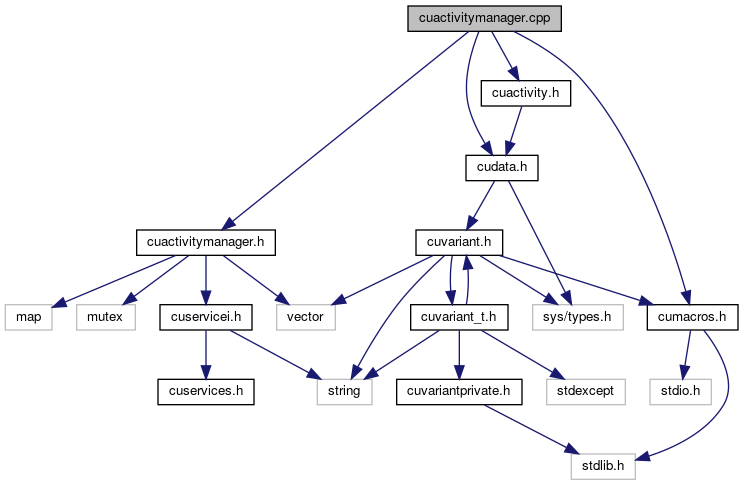 cuactivitymanager.cpp
cuactivity.h
cudata.h
cuactivitymanager.h
cuvariant.h
map
mutex
cuservicei.h
vector
cuvariant_t.h
sys/types.h
cumacros.h
cuservices.h
string
cuvariantprivate.h
stdexcept
stdio.h
stdlib.h